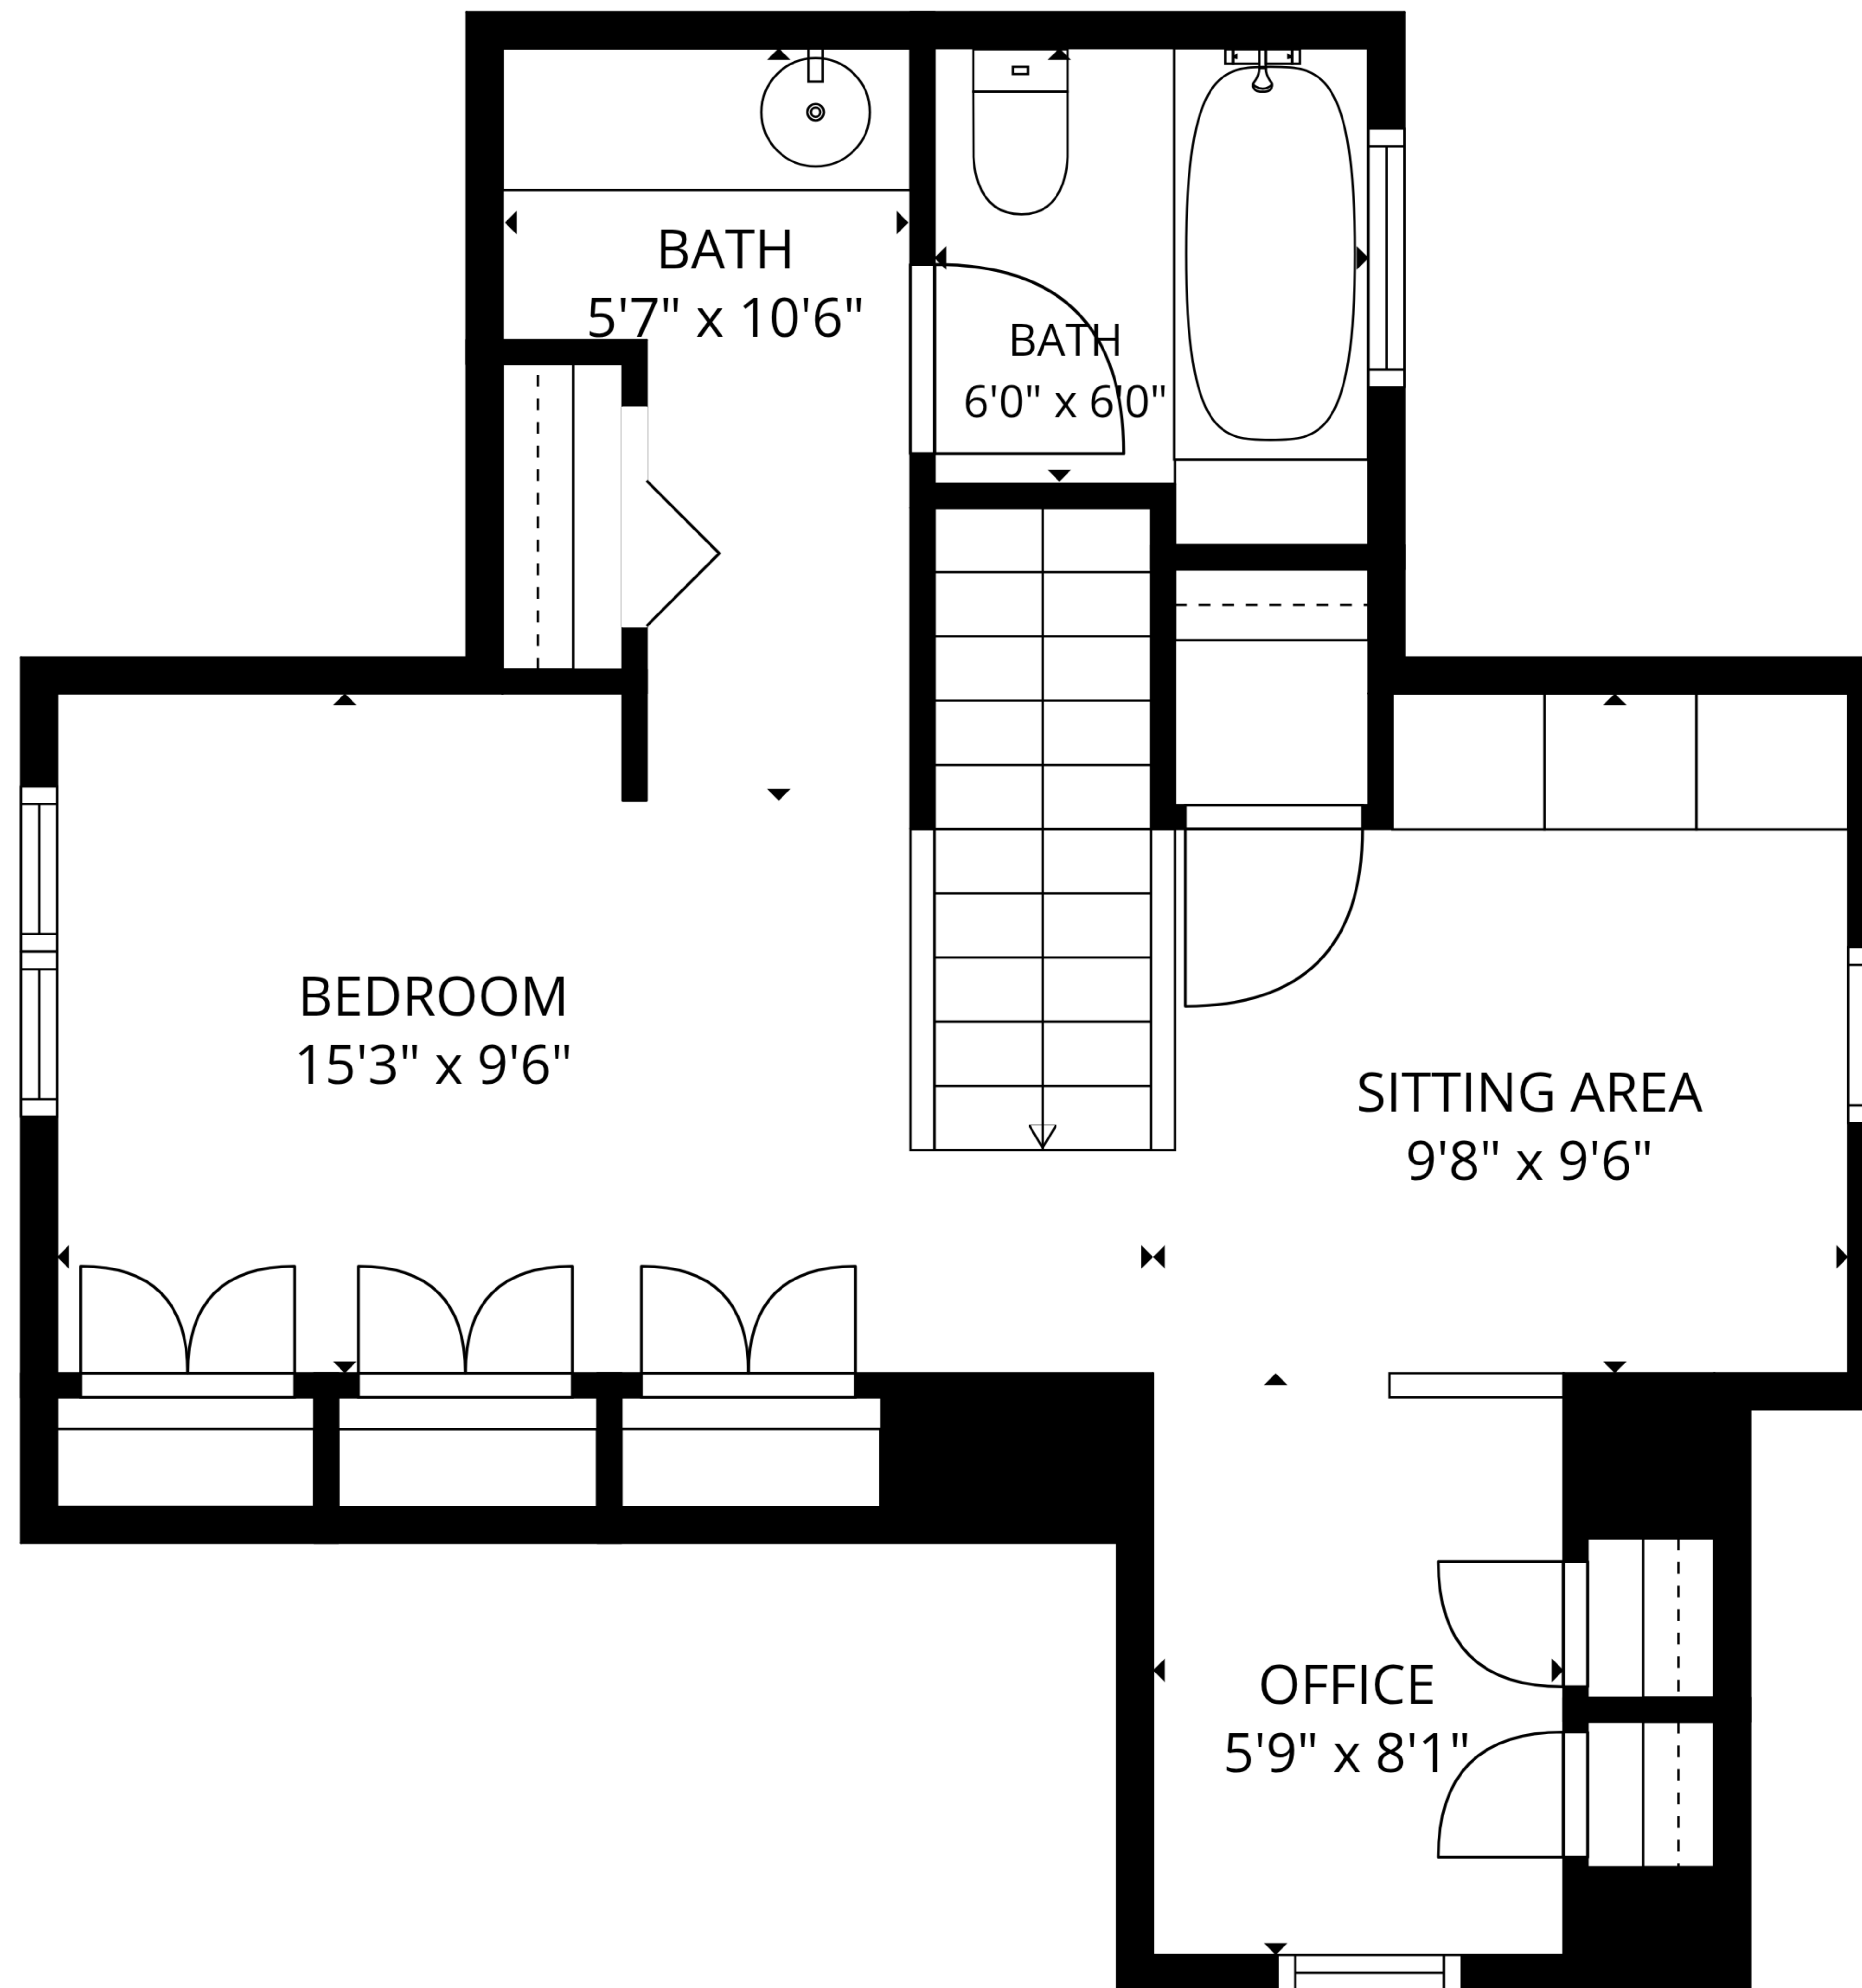 BATH
5'7" x 10'6"
BATH
6'0" x 6'0"
BEDROOM
15'3" x 9'6"
SITTING AREA
9'8" x 9'6"
OFFICE
5'9" x 8'1"